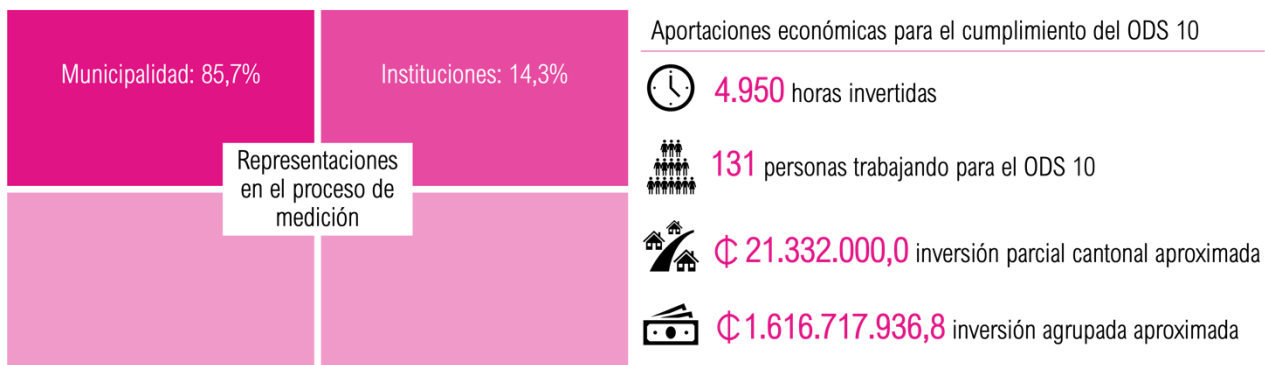 Municipalidad: 85,7%
Instituciones: 14,3%
Representaciones
en el proceso de
medición
Aportaciones económicas para el cumplimiento del ODS 10
4.950 horas invertidas
131 personas trabajando para el ODS 10
₡ 21.332.000,0 inversión parcial cantonal aproximada
₡1.616.717.936,8 inversión agrupada aproximada